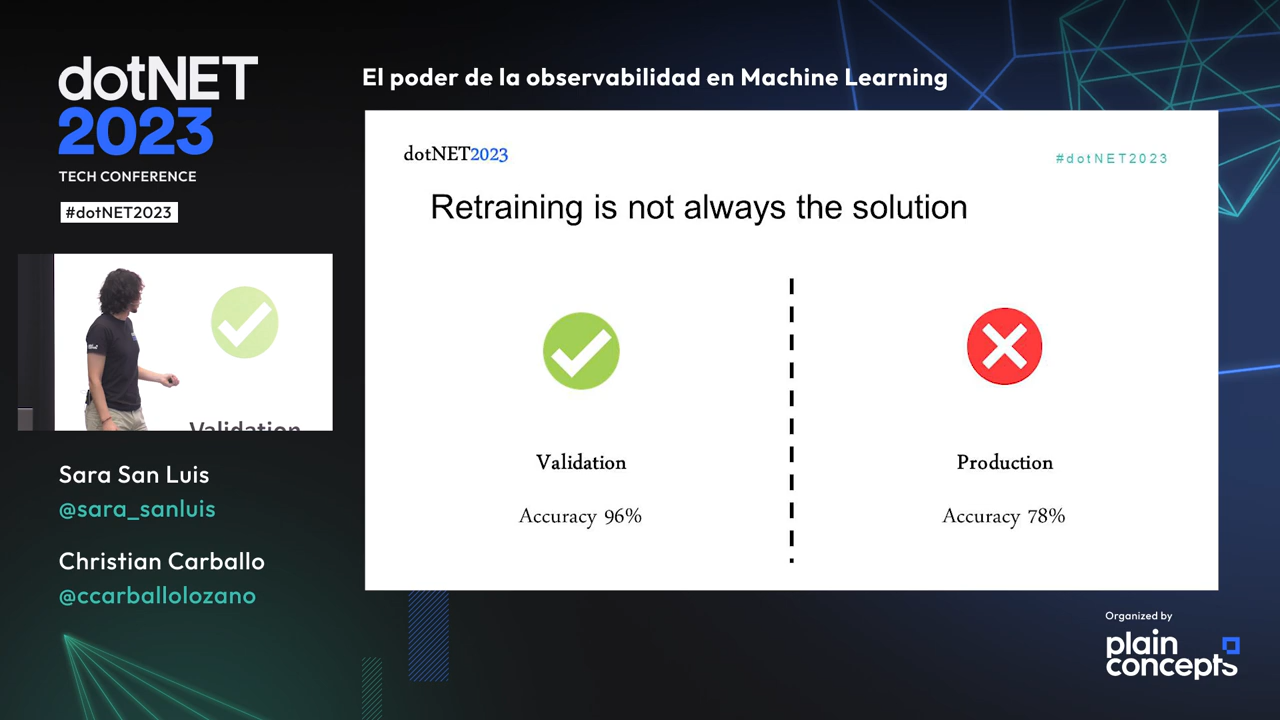 dotNET
2023
TECH CONFERENCE
#dotNET2023
El poder de la observabilidad en Machine Learning
dotNET2023
#dotNET2023
Retraining is not always the solution
Validation
Accuracy 96%
Production
Accuracy 78%
Validation
Sara San Luis
@sara_sanluis
Christian Carballo
@ccarballolozano
Organized by
plain
concepts